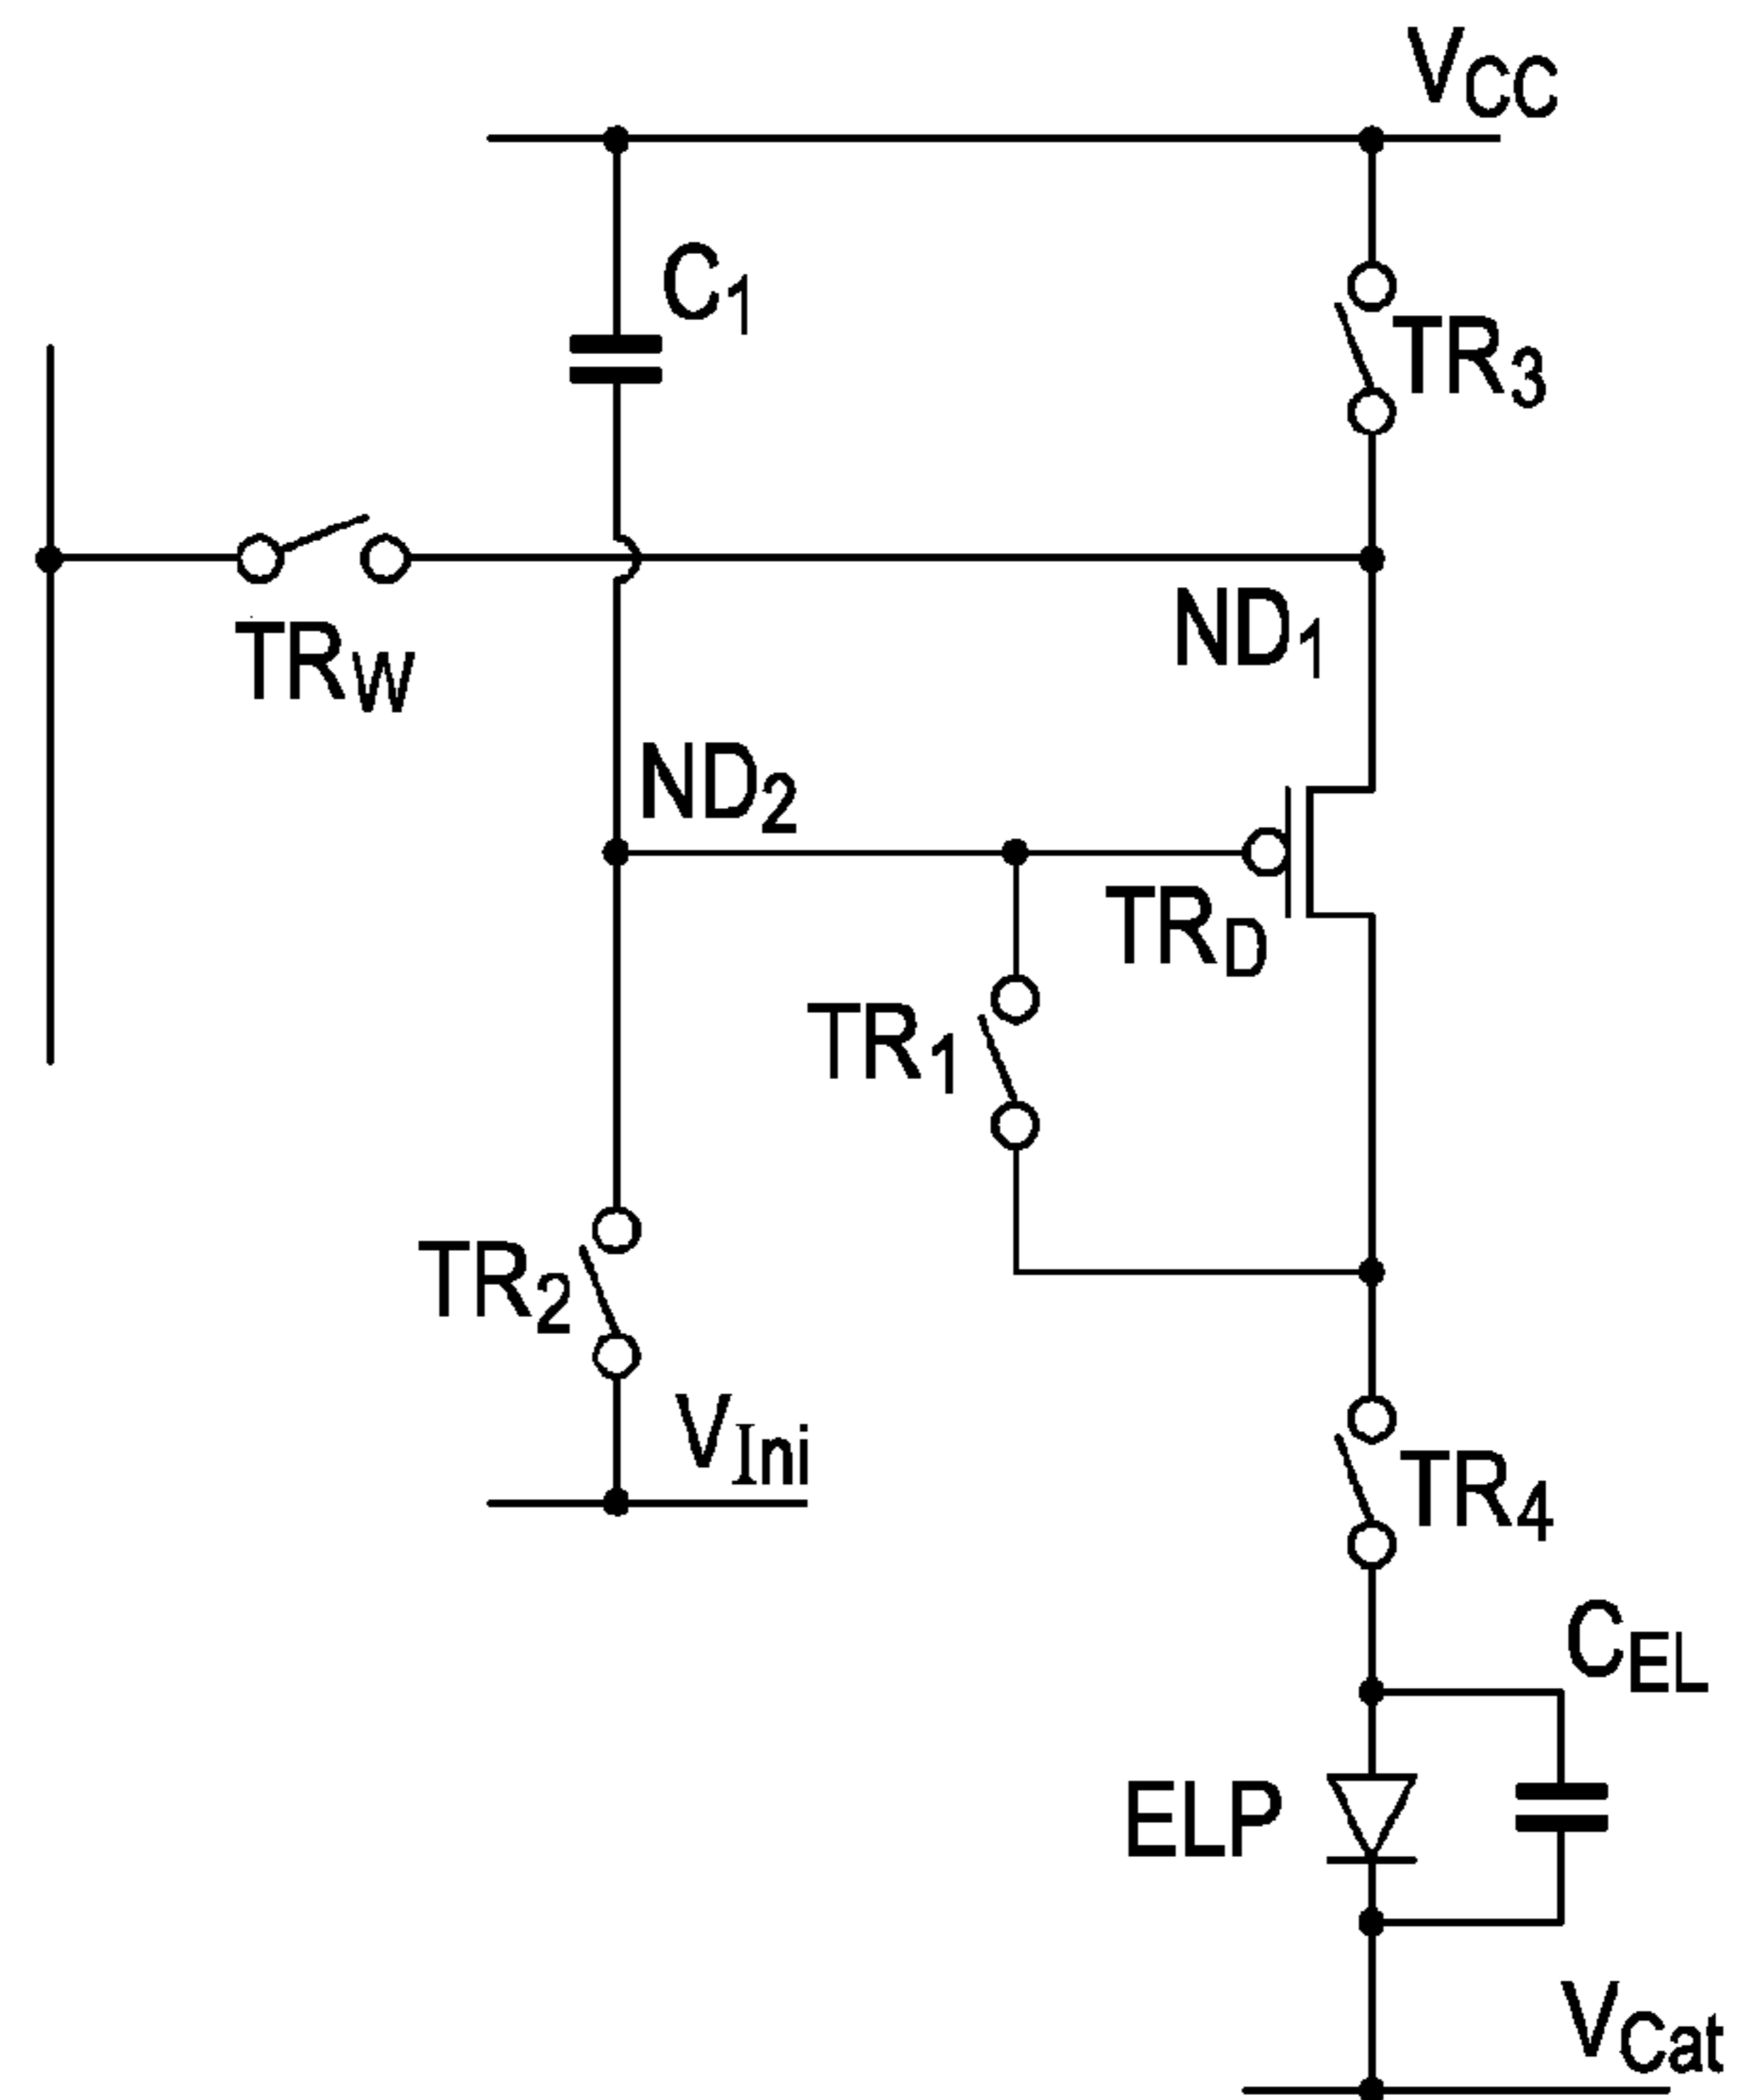 VCC
C1
TR3
TRW
ND1
ND2
TRD
TR1
TR2
VIni
TR4
CEL
ELP
VCat